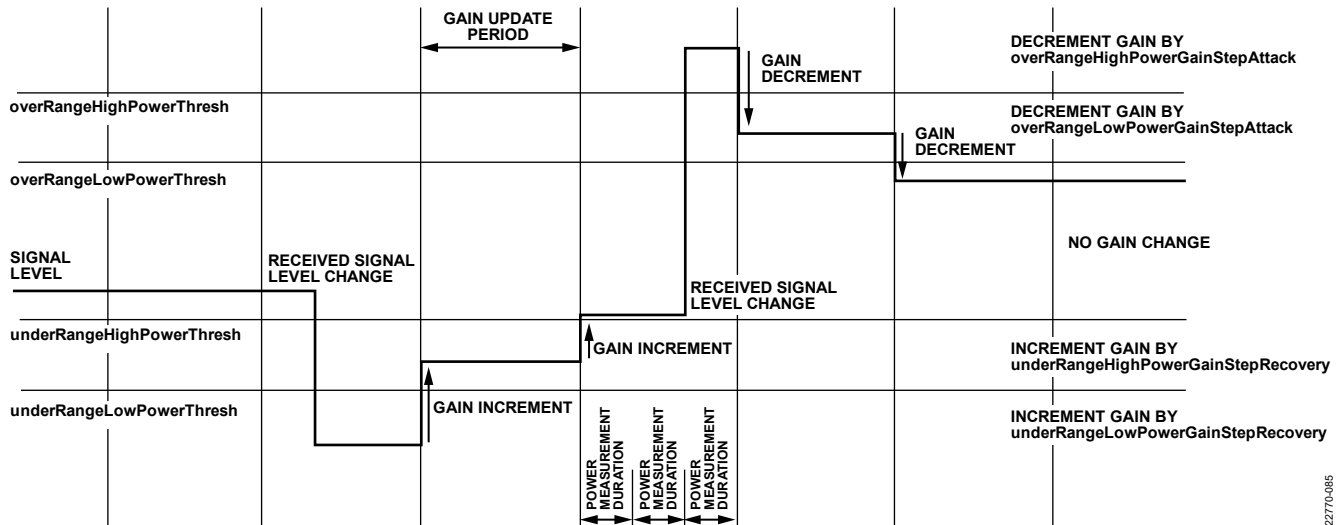 GAIN UPDATE
PERIOD
DECREMENT GAIN BY
overRangeHighPowerGainStepAttack
GAIN
DECREMENT
overRangeHighPowerThresh
DECREMENT GAIN BY
overRangeLowPowerGainStepAttack
GAIN
DECREMENT
overRangeLowPowerThresh
NO GAIN CHANGE
SIGNAL
LEVEL
RECEIVED SIGNAL
LEVEL CHANGE
RECEIVED SIGNAL
LEVEL CHANGE
underRangeHighPowerThresh
GAIN INCREMENT
INCREMENT GAIN BY
underRangeHighPowerGainStepRecovery
underRangeLowPowerThresh
GAIN INCREMENT
INCREMENT GAIN BY
underRangeLowPowerGainStepRecovery
POWER
MEASUREMENT
DURATION
POWER
MEASUREMENT
DURATION
POWER
MEASUREMENT
DURATION
22770-085